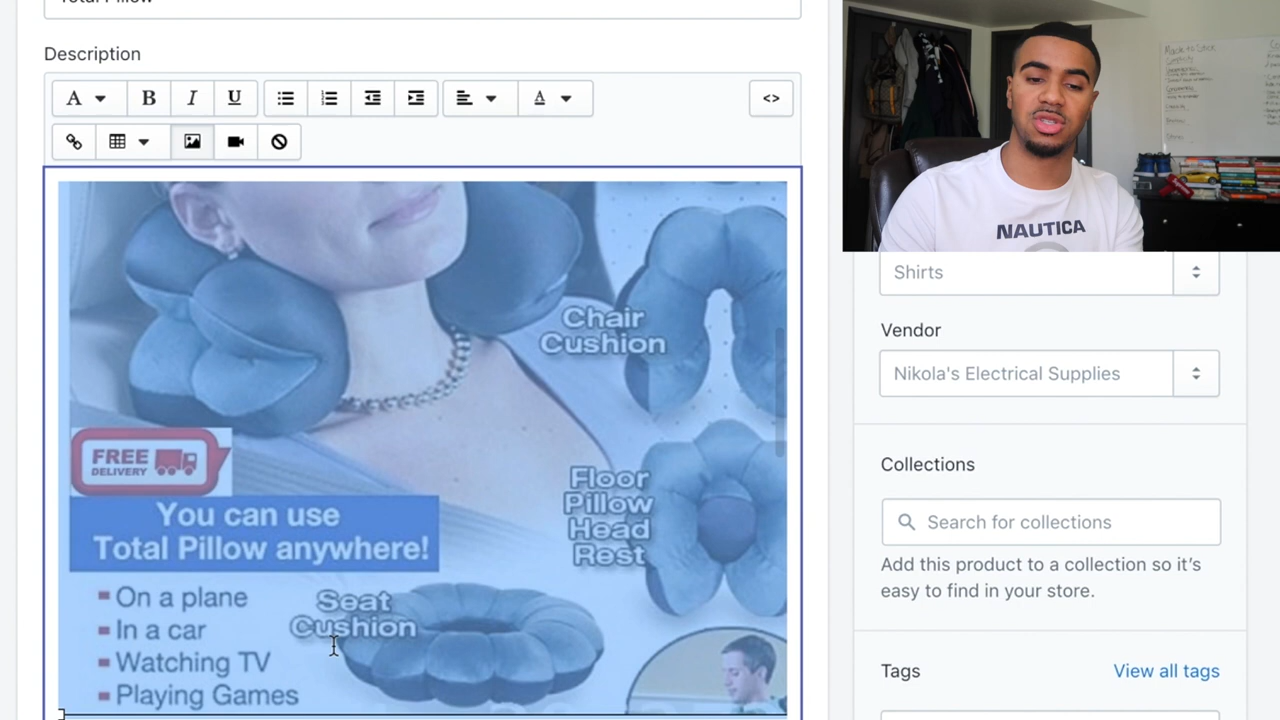 Total Pillow
Description
A
B
I
U
A
<>
Chair
Cushion
FREE
DELIVERY
You can use
Total Pillow anywhere!
On a plane
In a car
Watching TV
Playing Games
Floor
Pillow
Head
Rest
Seat
Cushion
NAUTICA
Shirts
Vendor
Nikola's Electrical Supplies
Collections
Search for collections
Add this product to a collection so it's
easy to find in your store.
Tags
View all tags